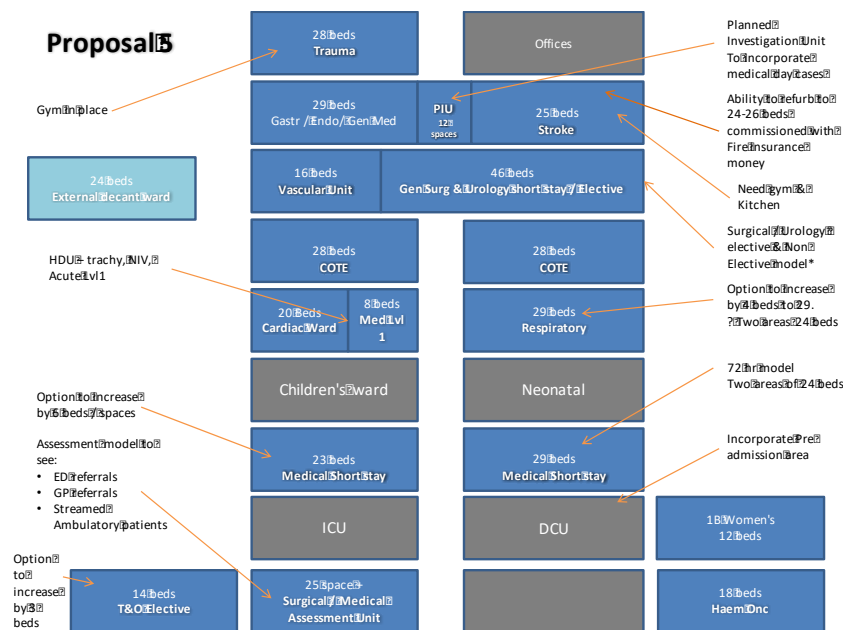 Proposal 5
28 beds
Trauma
Offices
Planned
Investigation Unit
To incorporate
medical day cases
Gym in place
29 beds
Gastr / Endo/ Gen Med
PIU
12
spaces
25 beds
Stroke
Ability to refurb to
24-26 beds
commissioned with
Fire insurance
money
24 beds
External decant ward
16 beds
Vascular Unit
46 beds
Gen Surg & Urology short stay / Elective
Need gym &
Kitchen
HDU – trachy, NIV,
Acute Lvl1
28 beds
COTE
28 beds
COTE
Surgical / Urology
elective & Non
Elective model*
20 beds
Cardiac Ward
8 beds
Med Lvl
1
29 beds
Respiratory
Option to increase
by 4 beds to 29.
? Two areas 24 beds
Children's ward
Neonatal
72 hr model
Two areas of 24 beds
Option to increase
by 6 beds / spaces
23 beds
Medical Short stay
29 beds
Medical Short stay
Incorporate Pre
admission area
Assessment model to
see:
• ED referrals
• GP referrals
• Streamed
Ambulatory patients
ICU
DCU
1B Women's
12 beds
Option
to
increase
by 3
beds
14 beds
T&O Elective
25 space –
Surgical / Medical
Assessment Unit
18 beds
Haem Onc